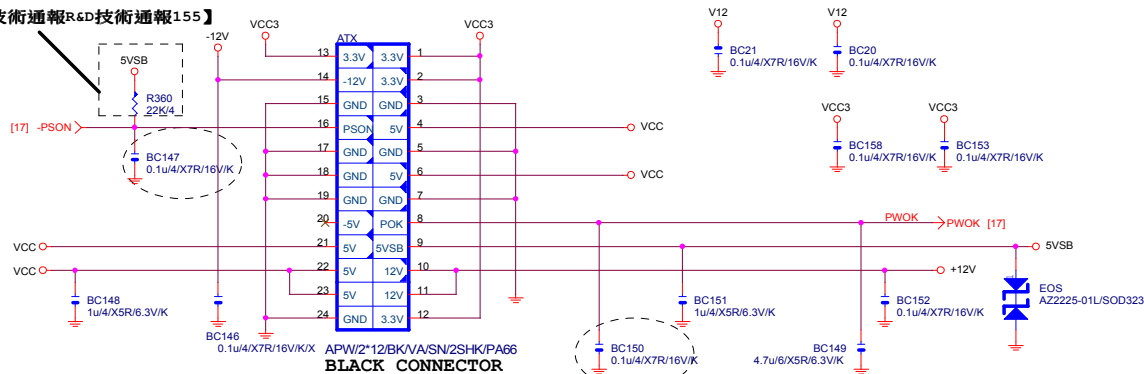 技術通報R&D技術通報155】
5VSB
R360
22K/4
[17] -PSON
BC147
0.1u/4/X7R/16V/K
-12V
VCC3
VCC3
ATX
13 3.3V 3.3V 1
14 -12V 3.3V 2
15 GND GND 3
16 PSON 5V 4
17 GND GND 5
18 GND 5V 6
19 GND GND 7
20 -5V POK 8
21 5V 5VSB 9
22 5V 12V 10
23 5V 12V 11
24 GND 3.3V 12
APW/2*12/BK/VA/SN/2SHK/PA66
BLACK CONNECTOR
VCC
VCC
VCC
VCC
BC148
1u/4/X5R/6.3V/K
BC146
0.1u/4/X7R/16V/K/X
V12
BC21
0.1u/4/X7R/16V/K
V12
BC20
0.1u/4/X7R/16V/K
VCC3
BC158
0.1u/4/X7R/16V/K
VCC3
BC153
0.1u/4/X7R/16V/K
PWOK
PWOK [17]
5VSB
+12V
BC151
1u/4/X5R/6.3V/K
BC152
0.1u/4/X7R/16V/K
EOS
AZ2225-01L/SOD323
BC150
0.1u/4/X7R/16V/K
BC149
4.7u/6/X5R/6.3V/K